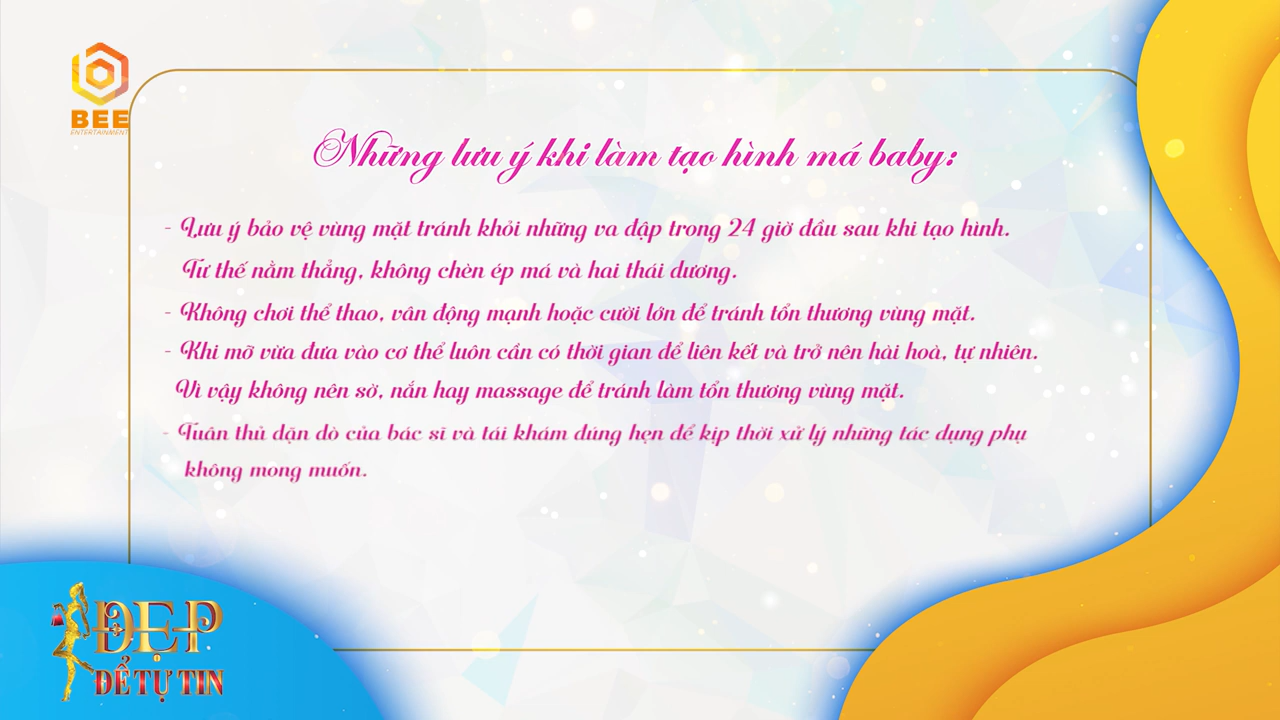 BEE
ENTERTAINMENT
Những lưu ý khi làm tạo hình má baby:
- Lưu ý bảo vệ vùng mặt tránh khỏi những va đập trong 24 giờ đầu sau khi tạo hình.
Tư thế nằm thẳng, không chèn ép má và hai thái dương.
- Không chơi thể thao, vân động mạnh hoặc cười lớn để tránh tổn thương vùng mặt.
- Khi mỡ vừa đưa vào cơ thể luôn cần có thời gian để liên kết và trở nên hài hoà, tự nhiên.
Vì vậy không nên sờ, nắn hay massage để tránh làm tổn thương vùng mặt.
- Tuân thủ dặn dò của bác sĩ và tái khám đúng hẹn để kịp thời xử lý những tác dụng phụ
không mong muốn.
ĐẸP
ĐỂ TỰ TIN